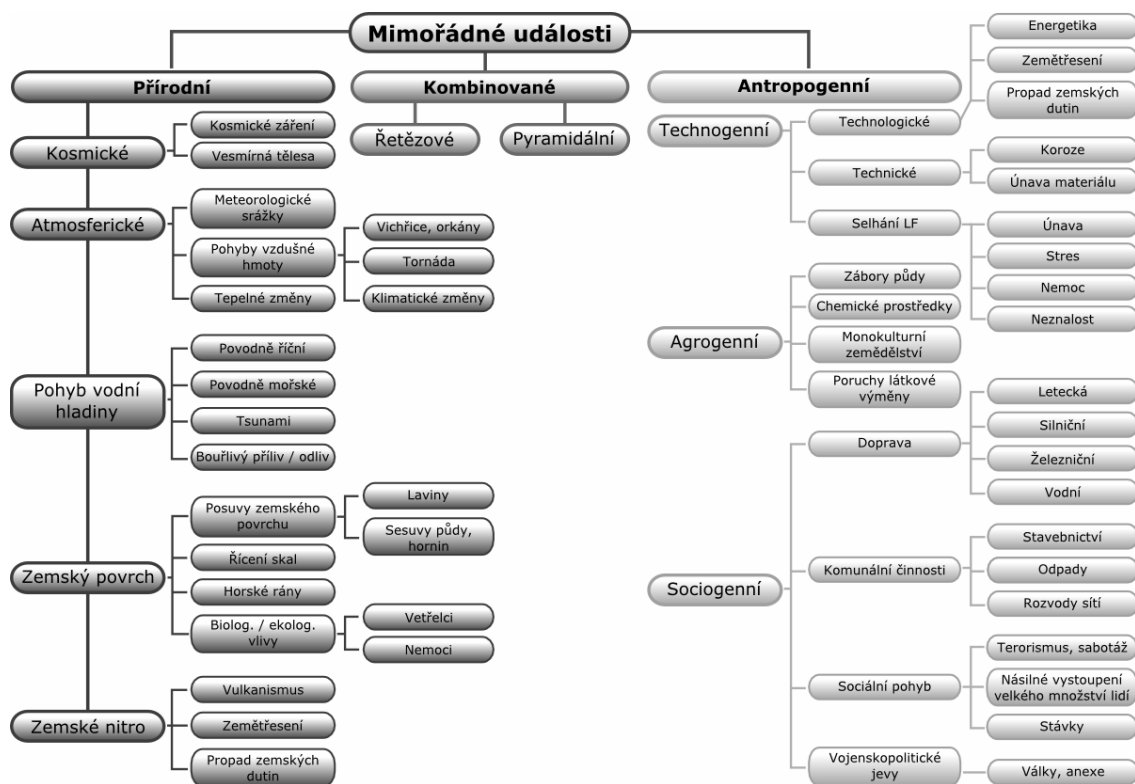 Mimořádné události
Přírodní
Kombinované
Antropogenní
Řetězové
Pyramidální
Kosmické
Kosmické záření
Vesmírná tělesa
Atmosferické
Meteorologické
srážky
Pohyby vzdušné
hmoty
Vichřice, orkány
Tornáda
Klimatické změny
Tepelné změny
Pohyb vodní
hladiny
Povodně říční
Povodně mořské
Tsunami
Bouřlivý příliv / odliv
Zemský povrch
Posuvy zemského
povrchu
Laviny
Sesuvy půdy,
hornin
Řícení skal
Horské rány
Biolog. / ekolog.
vlivy
Vetřelci
Nemoci
Zemské nitro
Vulkanismus
Zemětřesení
Propad zemských
dutin
Technogenní
Technologické
Energetika
Zemětřesení
Propad zemských
dutin
Technické
Koroze
Únava materiálu
Selhání LF
Únava
Stres
Nemoc
Neznalost
Agrogenní
Zábory půdy
Chemické prostředky
Monokulturní
zemědělství
Poruchy látkové
výměny
Sociogenní
Doprava
Letecká
Silniční
Železniční
Vodní
Komunální činnosti
Stavebnictví
Odpady
Rozvody sítí
Sociální pohyb
Terorismus, sabotáž
Násilné vystoupení
velkého množství lidí
Stávky
Vojenskopolitické
jevy
Války, anexe